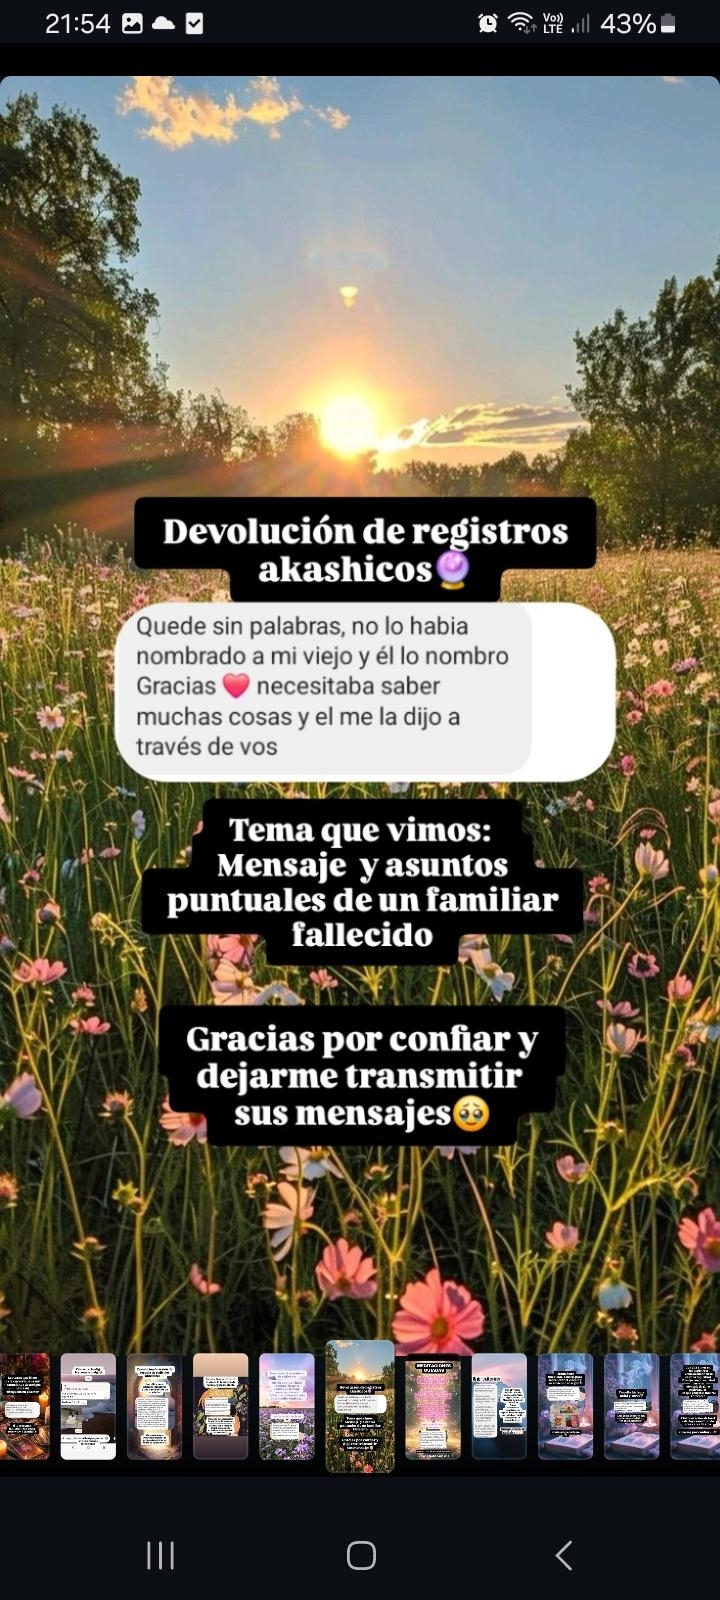 21:54
Vo))
LTE
43%
Devolución de registros
akashicos🔮
Quede sin palabras, no lo habia
nombrado a mi viejo y él lo nombro
Gracias ❤️ necesitaba saber
muchas cosas y el me la dijo a
través de vos
Tema que vimos:
Mensaje y asuntos
puntuales de un familiar
fallecido
Gracias por confiar y
dejarme transmitir
sus mensajes🥹
MEDITACIONES
GUIADAS